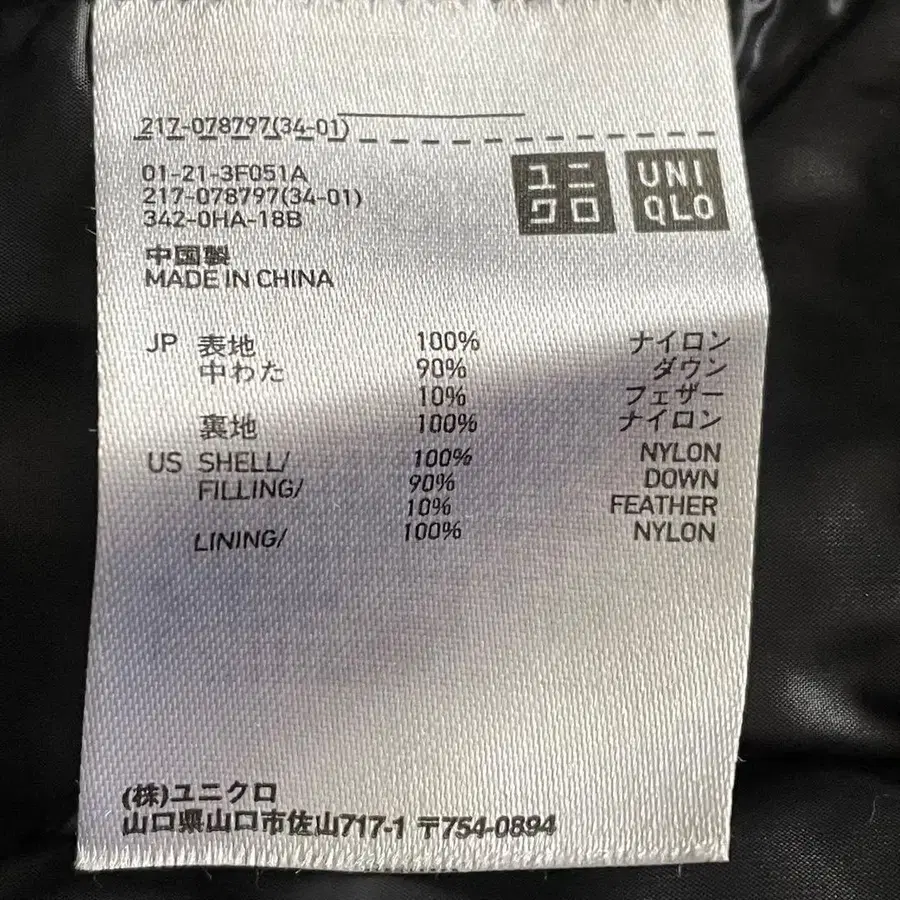 217-078797(34-01)
ユニ
クロ
UNI
QLO
01-21-3F051A
217-078797(34-01)
342-0HA-18B
中国製
MADE IN CHINA
JP 表地 100% ナイロン
中わた 90% ダウン
10% フェザー
裏地 100% ナイロン
US SHELL/ 100% NYLON
FILLING/ 90% DOWN
10% FEATHER
LINING/ 100% NYLON
(株)ユニクロ
山口県山口市佐山717-1 〒754-0894